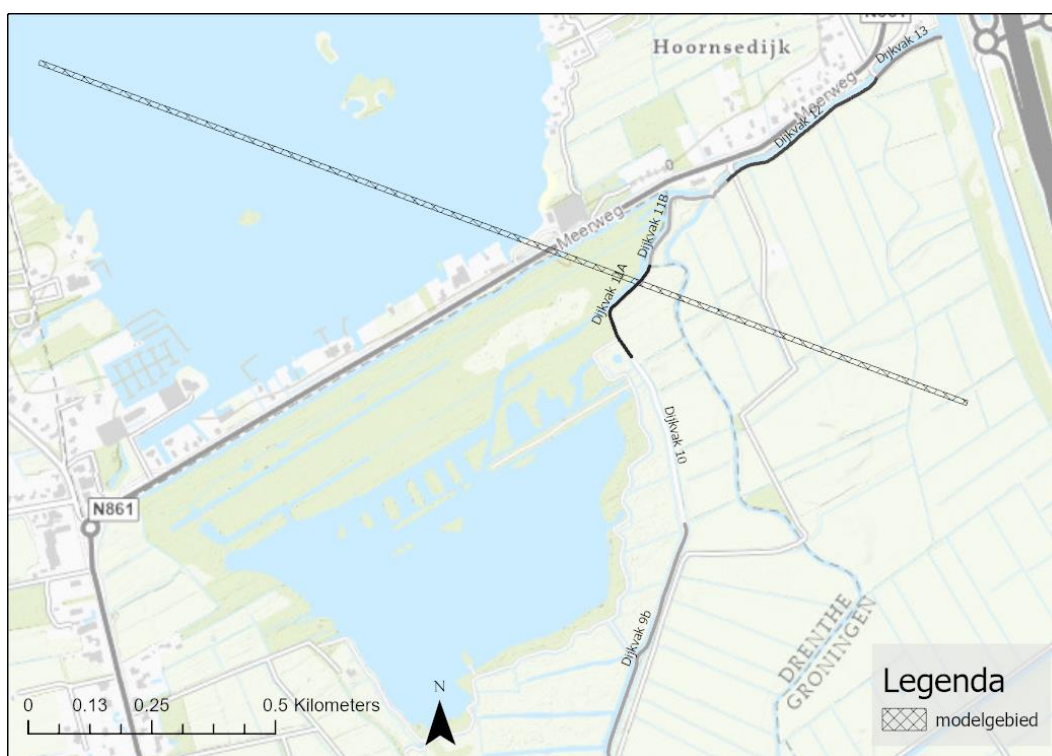 Hoornsedijk
Meerweg
Dijkvak 13
Dijkvak 12
0
Meerweg
Dijkvak 11B
Dijkvak 11A
Dijkvak 10
N861
Dijkvak 9b
DRENTHE
GRONINGEN
Legenda
modelgebied
N
0 0.13 0.25 0.5 Kilometers